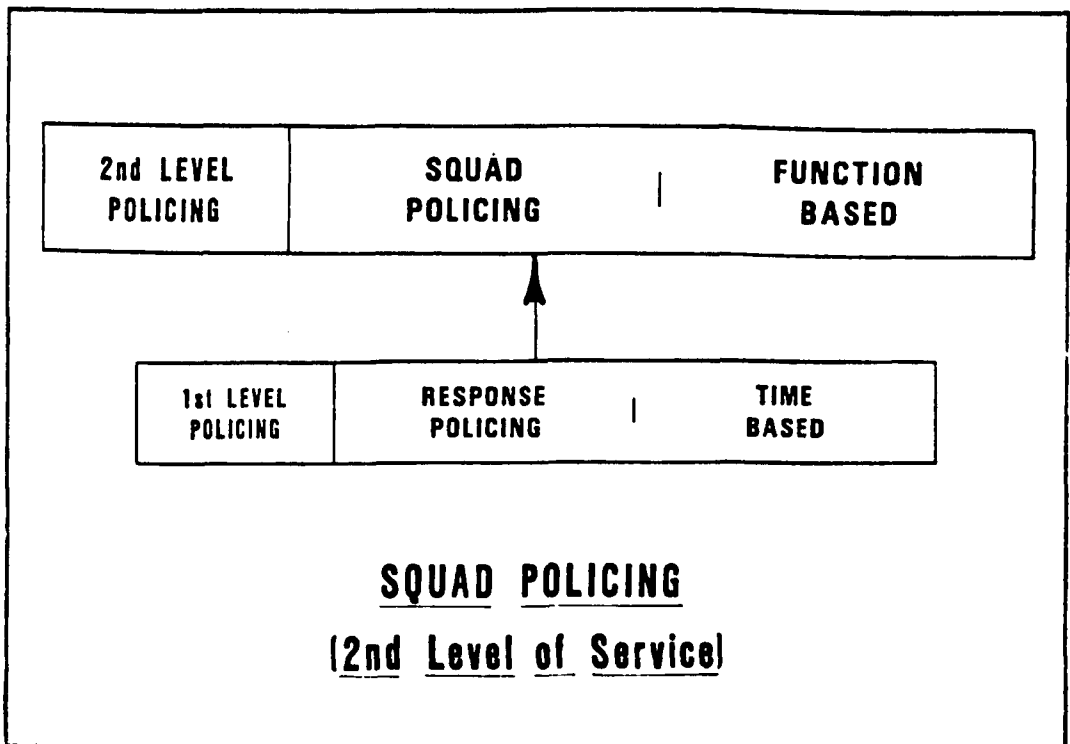 2nd LEVEL
POLICING
SQUAD
POLICING
FUNCTION
BASED
1st LEVEL
POLICING
RESPONSE
POLICING
TIME
BASED
SQUAD POLICING
(2nd Level of Service)